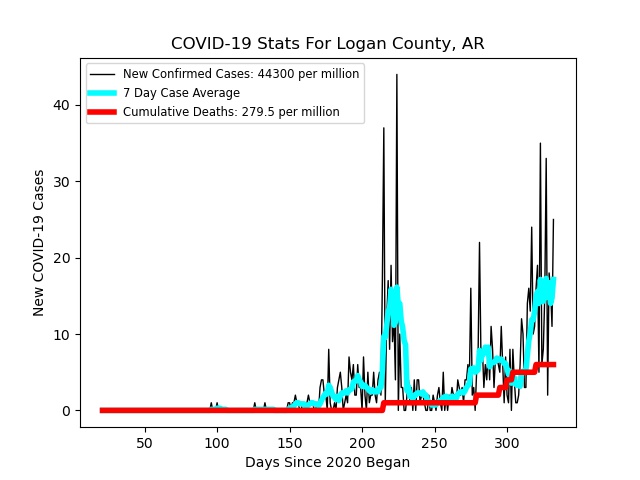 COVID-19 Stats For Logan County, AR
New Confirmed Cases: 44300 per million
7 Day Case Average
Cumulative Deaths: 279.5 per million
New COVID-19 Cases
40
30
20
10
0
50 100 150 200 250 300
Days Since 2020 Began